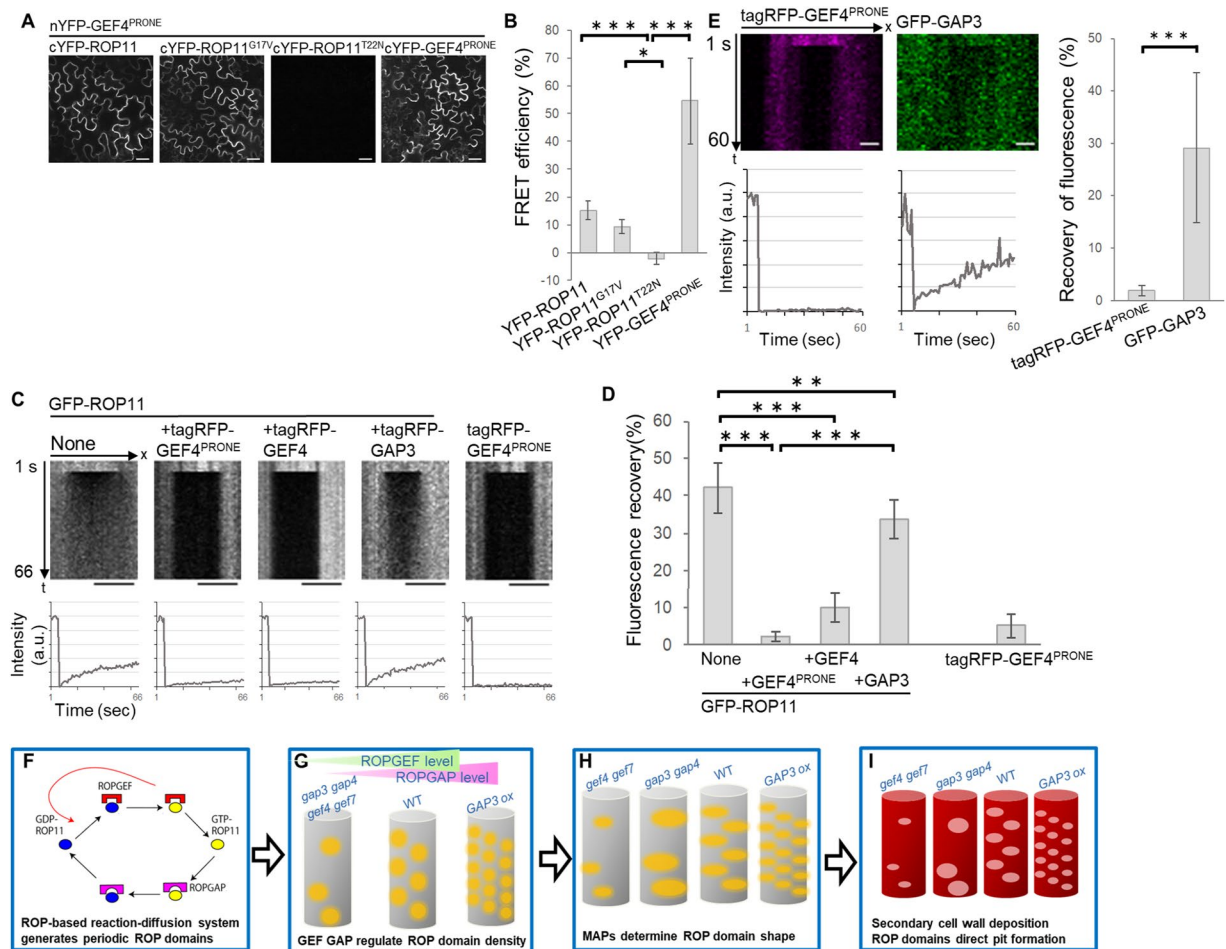 A
nYFP-GEF4PRONE
cYFP-ROP11
cYFP-ROP11G17V
cYFP-ROP11T22N
cYFP-GEF4PRONE
B
FRET efficiency (%)
80
70
60
50
40
30
20
10
0
-10
***
***
*
YFP-ROP11
YFP-ROP11G17V
YFP-ROP11T22N
YFP-GEF4PRONE
E
tagRFP-GEF4PRONE
x
GFP-GAP3
1 s
60
t
Intensity (a.u.)
1
60
1
60
Time (sec)
Time (sec)
Recovery of fluorescence (%)
50
40
30
20
10
0
***
tagRFP-GEF4PRONE
GFP-GAP3
C
GFP-ROP11
None
x
+tagRFP-
GEF4PRONE
+tagRFP-
GEF4
+tagRFP-
GAP3
tagRFP-
GEF4PRONE
1 s
66
t
Intensity
(a.u.)
1
66
1
66
1
66
1
66
1
66
Time (sec)
D
Fluorescence recovery(%)
60
50
40
30
20
10
0
**
***
***
***
None
+GEF4
tagRFP-GEF4PRONE
+GEF4PRONE
+GAP3
GFP-ROP11
F
ROPGEF
GDP-
ROP11
GTP-
ROP11
ROPGAP
ROP-based reaction-diffusion system
generates periodic ROP domains
G
ROPGEF level
ROPGAP level
gap3 gap4
gef4 gef7
WT
GAP3 ox
GEF GAP regulate ROP domain density
H
gef4 gef7
gap3 gap4
WT
GAP3 ox
MAPs determine ROP domain shape
I
gef4 gef7
gap3 gap4
WT
GAP3 ox
Secondary cell wall deposition
ROP domains direct pit formation